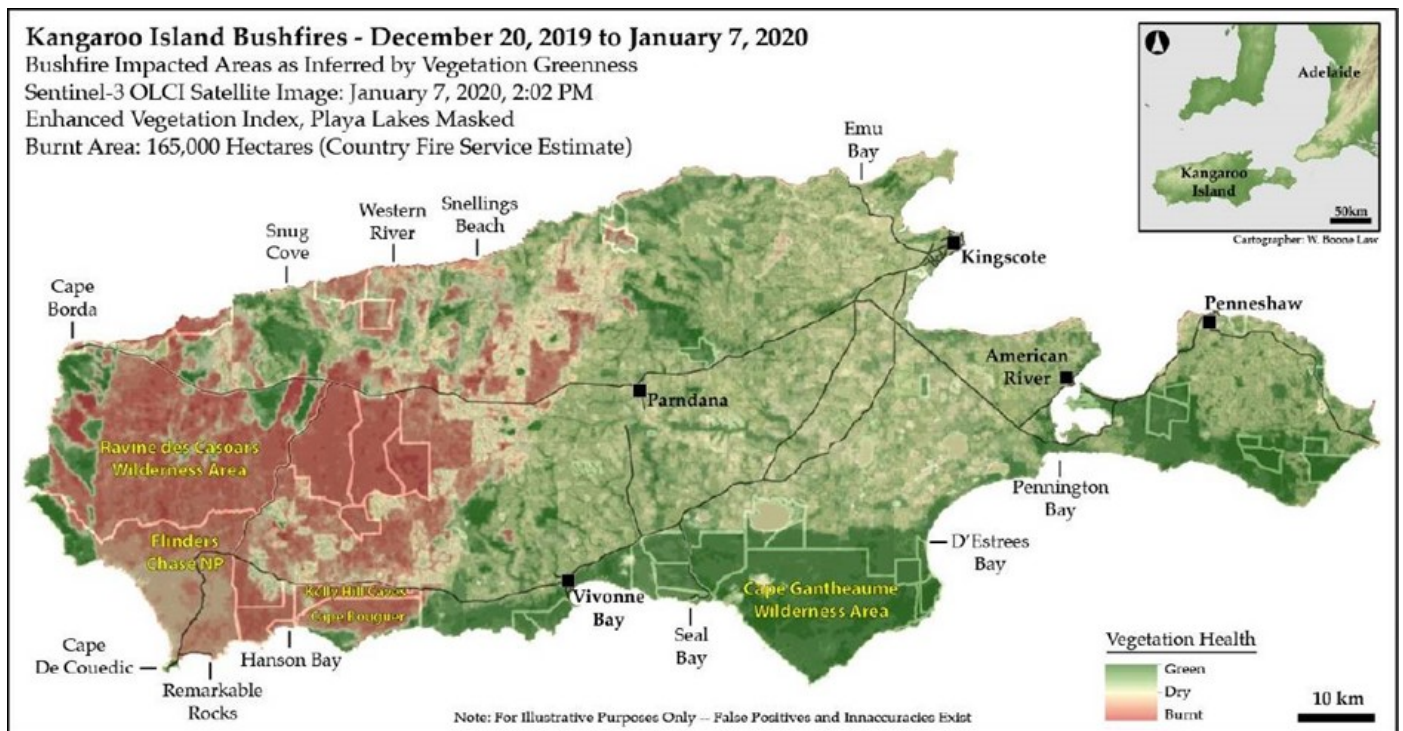 Kangaroo Island Bushfires - December 20, 2019 to January 7, 2020
Bushfire Impacted Areas as Inferred by Vegetation Greenness
Sentinel-3 OLCI Satellite Image: January 7, 2020, 2:02 PM
Enhanced Vegetation Index, Playa Lakes Masked
Burnt Area: 165,000 Hectares (Country Fire Service Estimate)
Adelaide
Kangaroo
Island
50km
Cartographer: W. Boone Law
Emu
Bay
Snellings
Beach
Western
River
Snug
Cove
Cape
Borda
Kingscote
Penneshaw
American
River
Parndana
Ravine des Casoars
Wilderness Area
Pennington
Bay
Flinders
Chase NP
D'Estrees
Bay
Kelly Hill Caves
Cape Bouguer
Vivonne
Bay
Cape Gantheaume
Wilderness Area
Seal
Bay
Cape
De Couedic
Hanson Bay
Remarkable
Rocks
Vegetation Health
Green
Dry
Burnt
10 km
Note: For Illustrative Purposes Only -- False Positives and Innaccuracies Exist